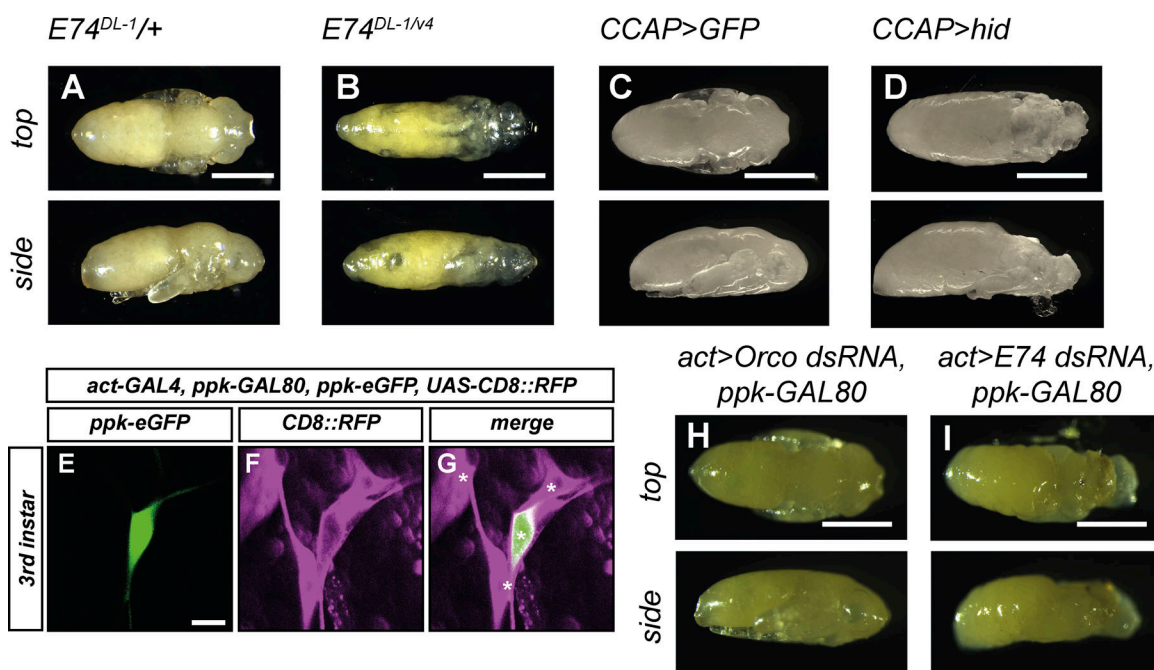 E74DL-1/+
E74DL-1/v4
CCAP>GFP
CCAP>hid
top
A
B
C
D
side
act-GAL4, ppk-GAL80, ppk-eGFP, UAS-CD8::RFP
ppk-eGFP
CD8::RFP
merge
3rd instar
E
F
G
*
*
*
*
act>Orco dsRNA,
ppk-GAL80
act>E74 dsRNA,
ppk-GAL80
top
H
I
side